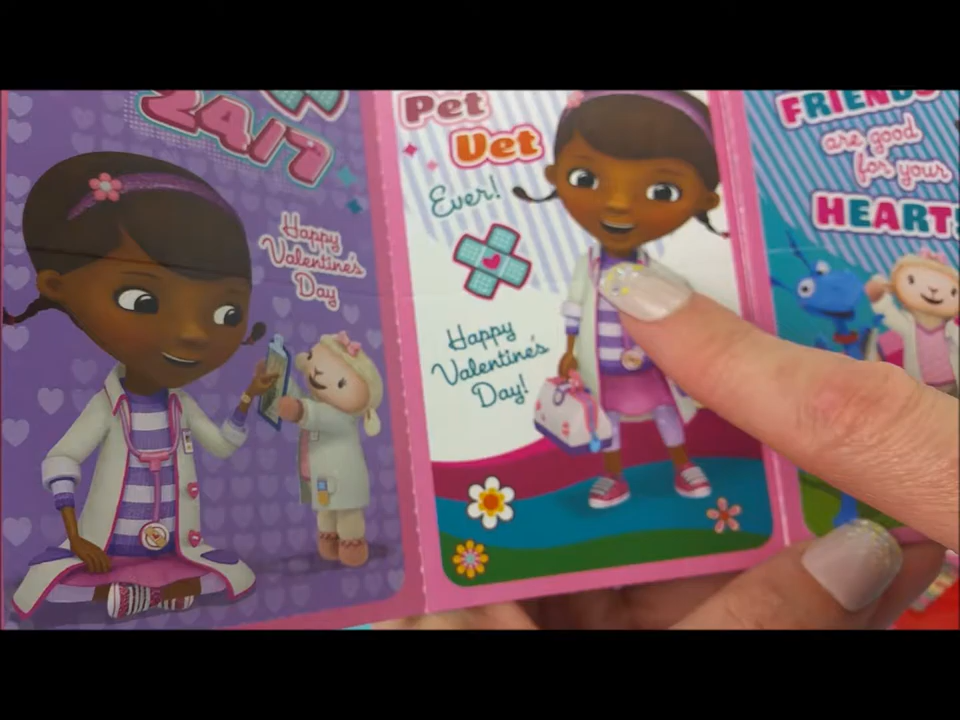 24/7
Happy
Valentine's
Day
Pet
Vet
Ever!
Happy
Valentine's
Day!
FRIENDS
are good
for your
HEART